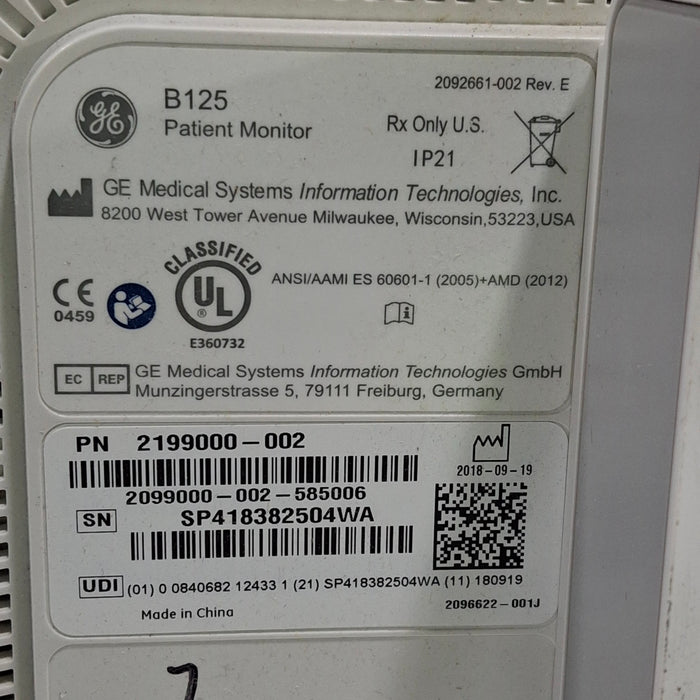 2092661-002 Rev. E
GE
B125
Patient Monitor
Rx Only U.S.
IP21
GE Medical Systems Information Technologies, Inc.
8200 West Tower Avenue Milwaukee, Wisconsin,53223,USA
CLASSIFIED
UL
®
E360732
CE
0459
ANSI/AAMI ES 60601-1 (2005)+AMD (2012)
i
EC REP
GE Medical Systems Information Technologies GmbH
Munzingerstrasse 5, 79111 Freiburg, Germany
PN 2199000-002
2018-09-19
2099000-002-585006
SN SP418382504WA
UDI (01) 0 0840682 12433 1 (21) SP418382504WA (11) 180919
Made in China
2096622-001J
7